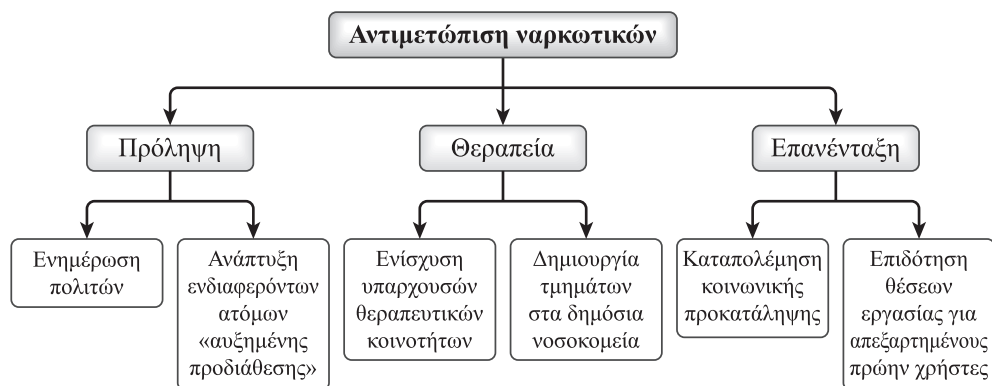 Αντιμετώπιση ναρκωτικών
Πρόληψη
Θεραπεία
Επανένταξη
Ενημέρωση
πολιτών
Ανάπτυξη
ενδιαφερόντων
ατόμων
«αυξημένης
προδιάθεσης»
Ενίσχυση
υπαρχουσών
θεραπευτικών
κοινοτήτων
Δημιουργία
τμημάτων
στα δημόσια
νοσοκομεία
Καταπολέμηση
κοινωνικής
προκατάληψης
Επιδότηση
θέσεων
εργασίας για
απεξαρτημένους
πρώην χρήστες